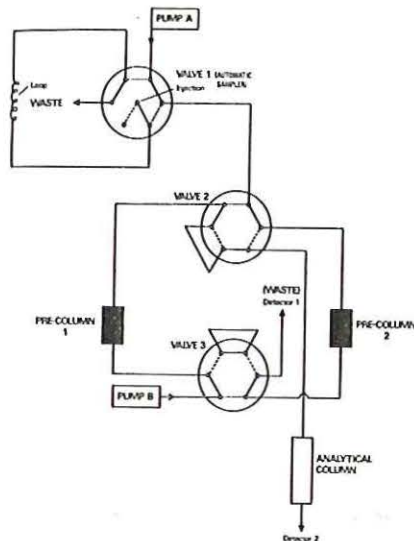 PUMP A
VALVE 1 (AUTOMATIC
SAMPLER)
Loop
Injection
WASTE
VALVE 2
(WASTE)
Detector 1
PRE-COLUMN
1
PRE-COLUMN
2
VALVE 3
PUMP B
ANALYTICAL
COLUMN
Detector 2